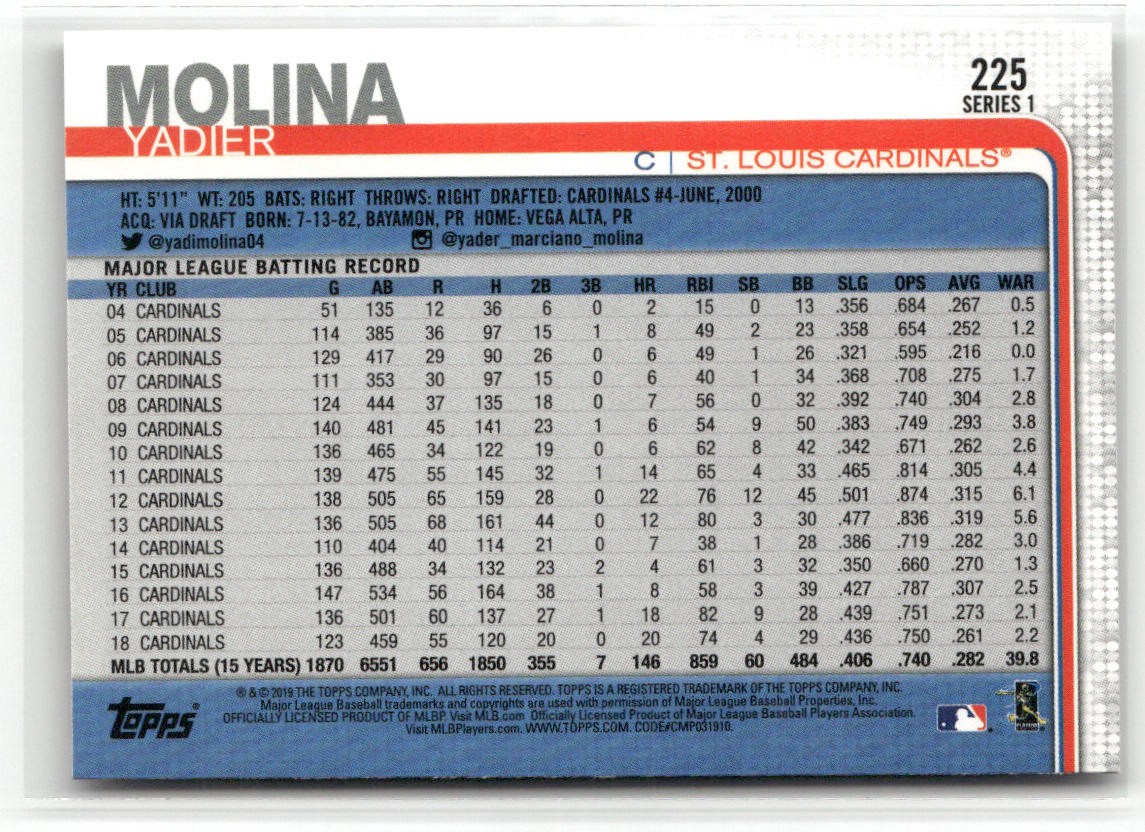 MOLINA
YADIER
225
SERIES 1
C | ST. LOUIS CARDINALS®
HT: 5'11" WT: 205 BATS: RIGHT THROWS: RIGHT DRAFTED: CARDINALS #4-JUNE, 2000
ACQ: VIA DRAFT BORN: 7-13-82, BAYAMON, PR HOME: VEGA ALTA, PR
@yadimolina04 @yader_marciano_molina
MAJOR LEAGUE BATTING RECORD
YR CLUB G AB R H 2B 3B HR RBI SB BB SLG OPS AVG WAR
04 CARDINALS 51 135 12 36 6 0 2 15 0 13 .356 .684 .267 0.5
05 CARDINALS 114 385 36 97 15 1 8 49 2 23 .358 .654 .252 1.2
06 CARDINALS 129 417 29 90 26 0 6 49 1 26 .321 .595 .216 0.0
07 CARDINALS 111 353 30 97 15 0 6 40 1 34 .368 .708 .275 1.7
08 CARDINALS 124 444 37 135 18 0 7 56 0 32 .392 .740 .304 2.8
09 CARDINALS 140 481 45 141 23 1 6 54 9 50 .383 .749 .293 3.8
10 CARDINALS 136 465 34 122 19 0 6 62 8 42 .342 .671 .262 2.6
11 CARDINALS 139 475 55 145 32 1 14 65 4 33 .465 .814 .305 4.4
12 CARDINALS 138 505 65 159 28 0 22 76 12 45 .501 .874 .315 6.1
13 CARDINALS 136 505 68 161 44 0 12 80 3 30 .477 .836 .319 5.6
14 CARDINALS 110 404 40 114 21 0 7 38 1 28 .386 .719 .282 3.0
15 CARDINALS 136 488 34 132 23 2 4 61 3 32 .350 .660 .270 1.3
16 CARDINALS 147 534 56 164 38 1 8 58 3 39 .427 .787 .307 2.5
17 CARDINALS 136 501 60 137 27 1 18 82 9 28 .439 .751 .273 2.1
18 CARDINALS 123 459 55 120 20 0 20 74 4 29 .436 .750 .261 2.2
MLB TOTALS (15 YEARS) 1870 6551 656 1850 355 7 146 859 60 484 .406 .740 .282 39.8
topps®
® & © 2019 THE TOPPS COMPANY, INC. ALL RIGHTS RESERVED. TOPPS IS A REGISTERED TRADEMARK OF THE TOPPS COMPANY, INC.
Major League Baseball trademarks and copyrights are used with permission of Major League Baseball Properties, Inc.
OFFICIALLY LICENSED PRODUCT OF MLBP. Visit MLB.com Officially Licensed Product of Major League Baseball Players Association.
Visit MLBPlayers.com. WWW.TOPPS.COM. CODE#CMP031910.
PLAYERS